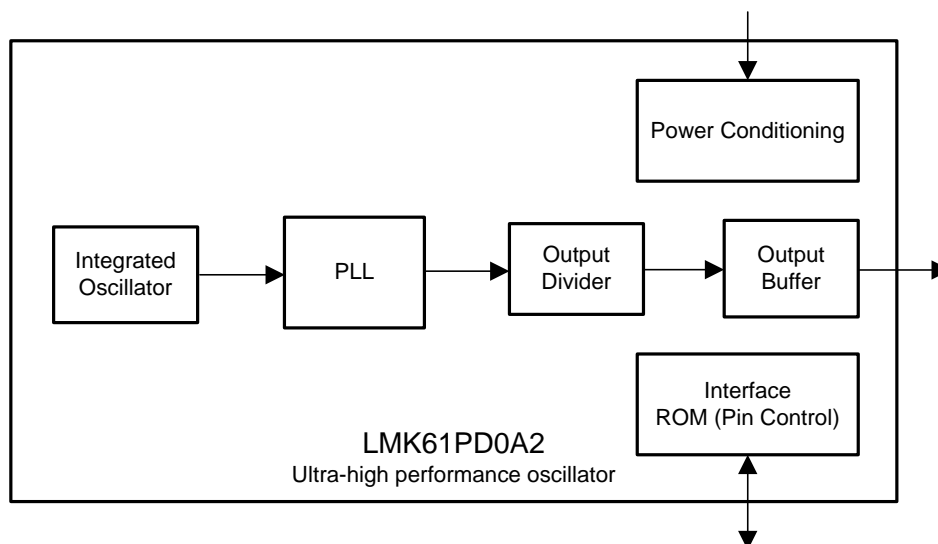 Power Conditioning
Integrated
Oscillator
PLL
Output
Divider
Output
Buffer
Interface
ROM (Pin Control)
LMK61PD0A2
Ultra-high performance oscillator